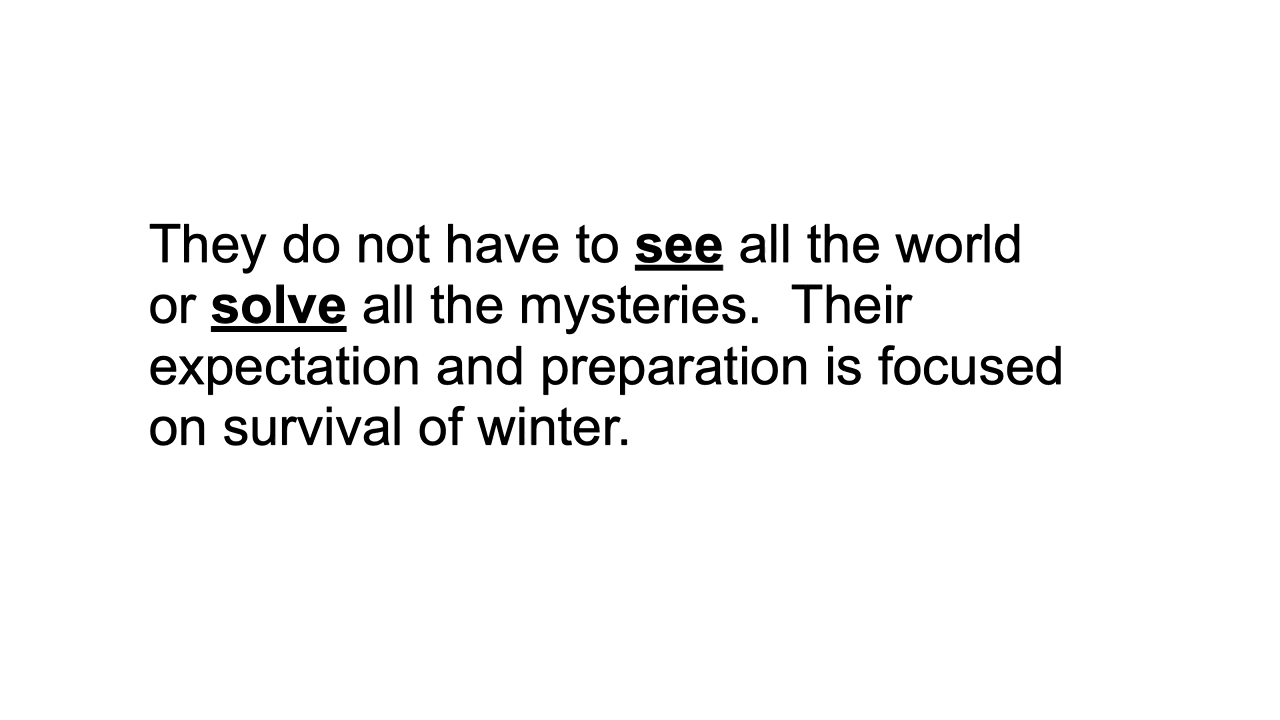 They do not have to see all the world
or solve all the mysteries.  Their
expectation and preparation is focused
on survival of winter.